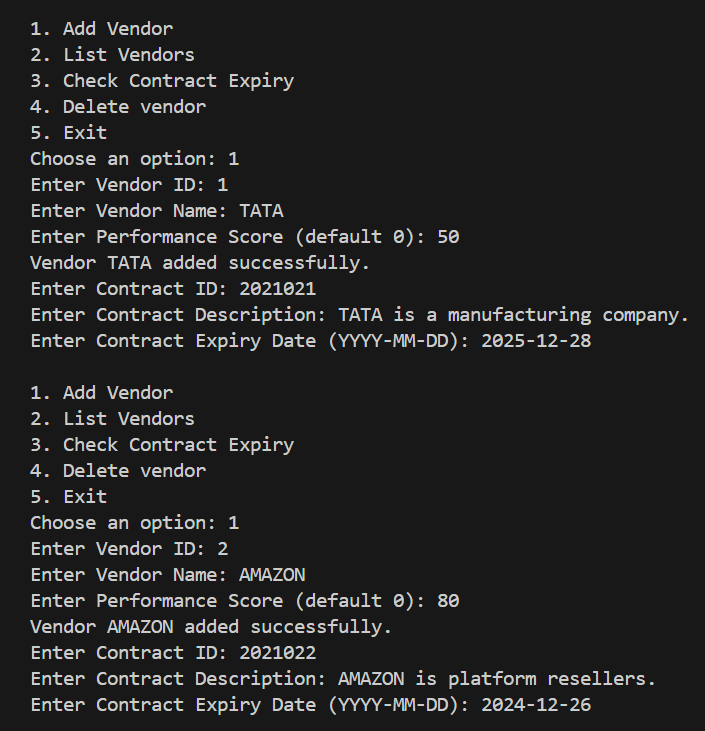 1. Add Vendor
2. List Vendors
3. Check Contract Expiry
4. Delete vendor
5. Exit
Choose an option: 1
Enter Vendor ID: 1
Enter Vendor Name: TATA
Enter Performance Score (default 0): 50
Vendor TATA added successfully.
Enter Contract ID: 2021021
Enter Contract Description: TATA is a manufacturing company.
Enter Contract Expiry Date (YYYY-MM-DD): 2025-12-28

1. Add Vendor
2. List Vendors
3. Check Contract Expiry
4. Delete vendor
5. Exit
Choose an option: 1
Enter Vendor ID: 2
Enter Vendor Name: AMAZON
Enter Performance Score (default 0): 80
Vendor AMAZON added successfully.
Enter Contract ID: 2021022
Enter Contract Description: AMAZON is platform resellers.
Enter Contract Expiry Date (YYYY-MM-DD): 2024-12-26